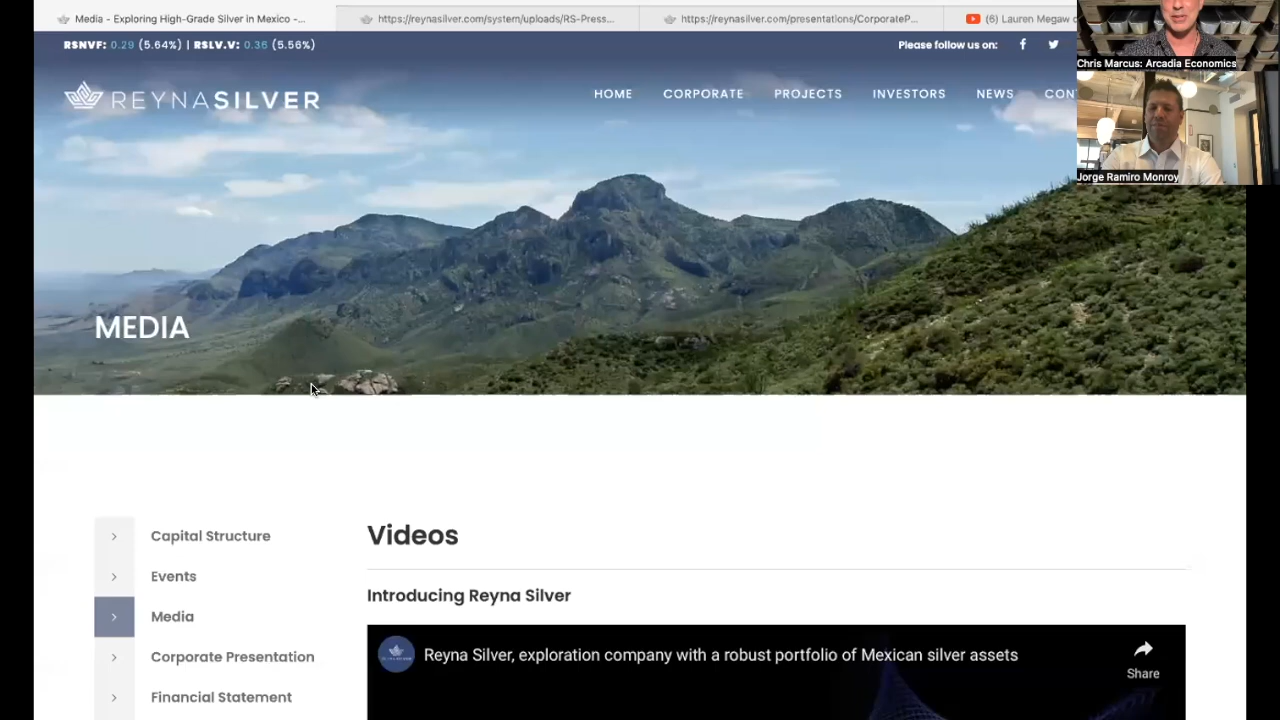 Media - Exploring High-Grade Silver in Mexico -...
https://reynasilver.com/system/uploads/RS-Press...
https://reynasilver.com/presentations/CorporateP...
(6) Lauren Megaw
RSNVF: 0.29 (5.64%) | RSLV.V: 0.36 (5.56%)
Please follow us on:
Chris Marcus: Arcadia Economics
REYNASILVER
HOME
CORPORATE
PROJECTS
INVESTORS
NEWS
CON
Jorge Ramiro Monroy
MEDIA
Capital Structure
Events
Media
Corporate Presentation
Financial Statement
Videos
Introducing Reyna Silver
Reyna Silver, exploration company with a robust portfolio of Mexican silver assets
Share